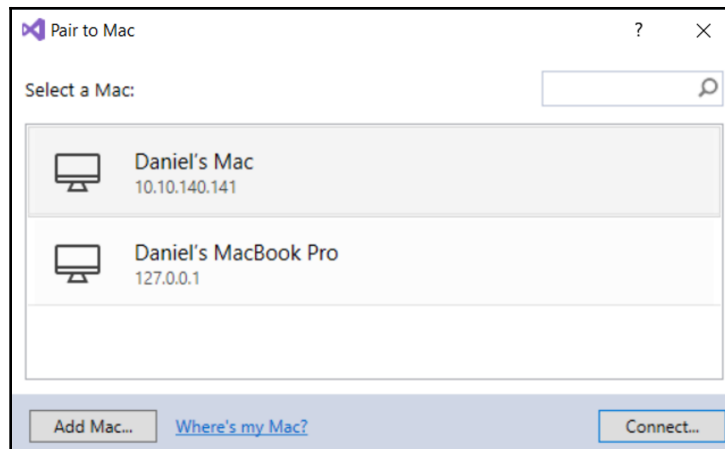 Pair to Mac
?
Select a Mac:
Daniel's Mac
10.10.140.141
Daniel's MacBook Pro
127.0.0.1
Add Mac...
Where's my Mac?
Connect...